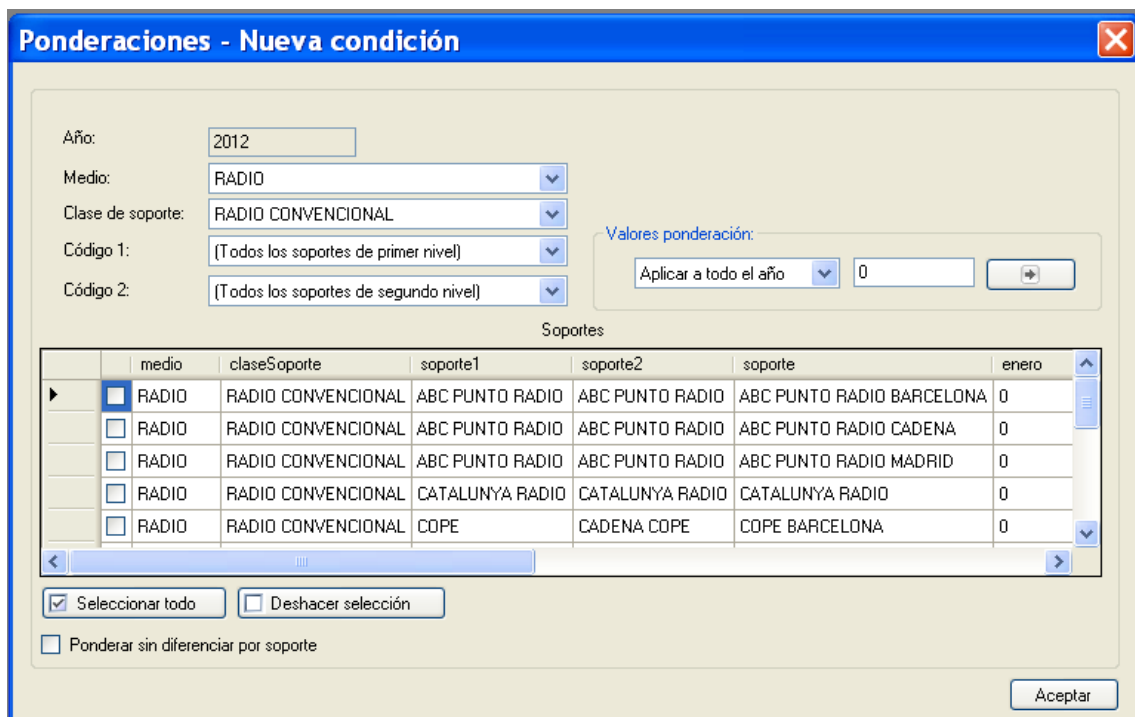 Ponderaciones - Nueva condición
Año: 2012
Medio: RADIO
Clase de soporte: RADIO CONVENCIONAL
Código 1: (Todos los soportes de primer nivel)
Código 2: (Todos los soportes de segundo nivel)
Valores ponderación:
Aplicar a todo el año 0
Soportes
medio claseSoporte soporte1 soporte2 soporte enero
RADIO RADIO CONVENCIONAL ABC PUNTO RADIO ABC PUNTO RADIO ABC PUNTO RADIO BARCELONA 0
RADIO RADIO CONVENCIONAL ABC PUNTO RADIO ABC PUNTO RADIO ABC PUNTO RADIO CADENA 0
RADIO RADIO CONVENCIONAL ABC PUNTO RADIO ABC PUNTO RADIO ABC PUNTO RADIO MADRID 0
RADIO RADIO CONVENCIONAL CATALUNYA RADIO CATALUNYA RADIO CATALUNYA RADIO 0
RADIO RADIO CONVENCIONAL COPE CADENA COPE COPE BARCELONA 0
Seleccionar todo Deshacer selección
Ponderar sin diferenciar por soporte
Aceptar